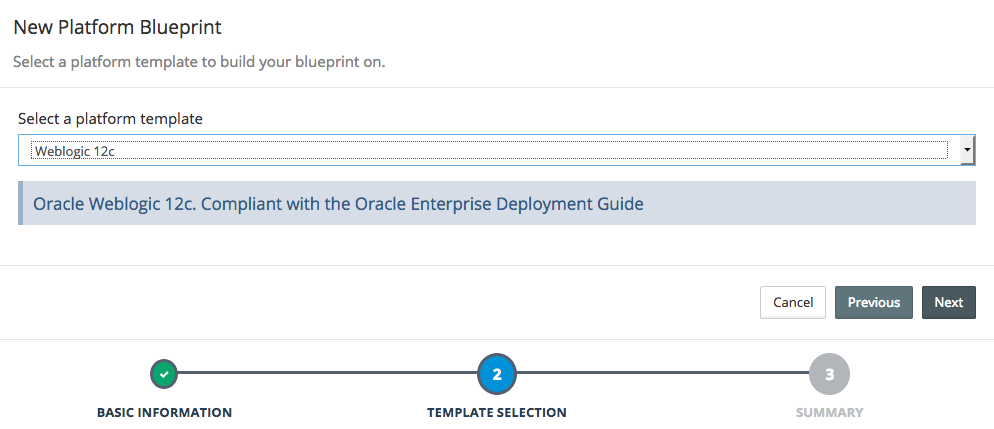 New Platform Blueprint
Select a platform template to build your blueprint on.
Select a platform template
Weblogic 12c
Oracle Weblogic 12c. Compliant with the Oracle Enterprise Deployment Guide
Cancel Previous Next
2 3
BASIC INFORMATION TEMPLATE SELECTION SUMMARY